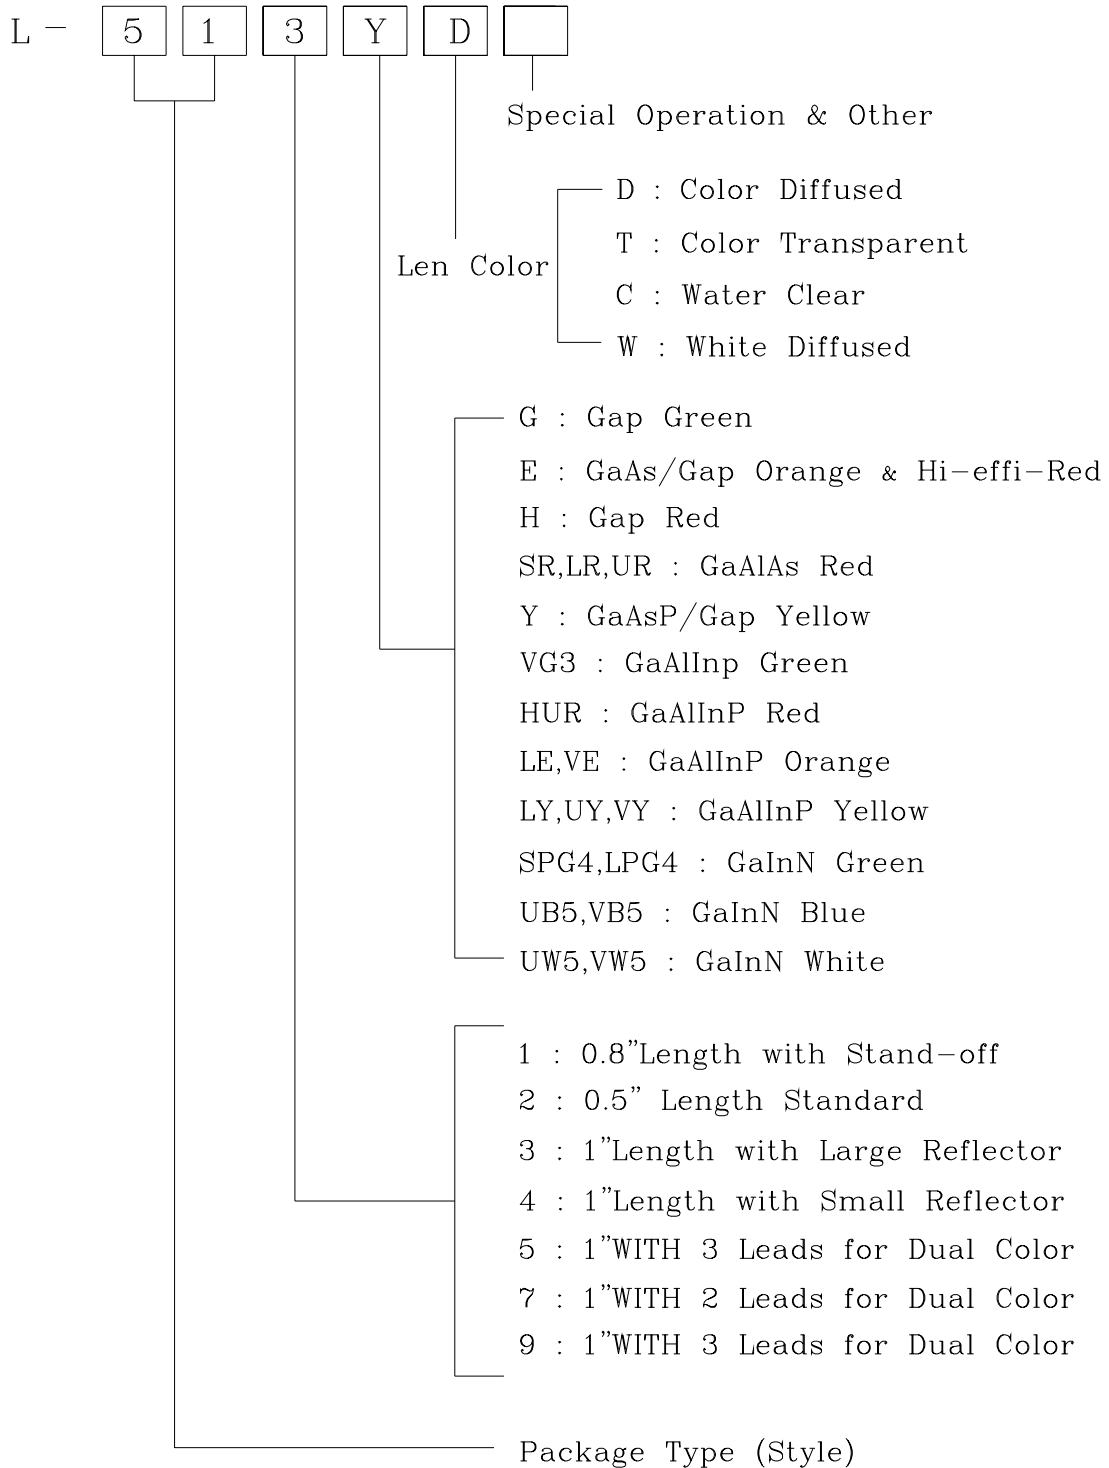 L - 5 1 3 Y D
Special Operation & Other
D : Color Diffused
T : Color Transparent
Len Color
C : Water Clear
W : White Diffused
G : Gap Green
E : GaAs/Gap Orange & Hi-effi-Red
H : Gap Red
SR,LR,UR : GaAlAs Red
Y : GaAsP/Gap Yellow
VG3 : GaAlInp Green
HUR : GaAlInP Red
LE,VE : GaAlInP Orange
LY,UY,VY : GaAlInP Yellow
SPG4,LPG4 : GaInN Green
UB5,VB5 : GaInN Blue
UW5,VW5 : GaInN White
1 : 0.8”Length with Stand-off
2 : 0.5” Length Standard
3 : 1”Length with Large Reflector
4 : 1”Length with Small Reflector
5 : 1”WITH 3 Leads for Dual Color
7 : 1”WITH 2 Leads for Dual Color
9 : 1”WITH 3 Leads for Dual Color
Package Type (Style)